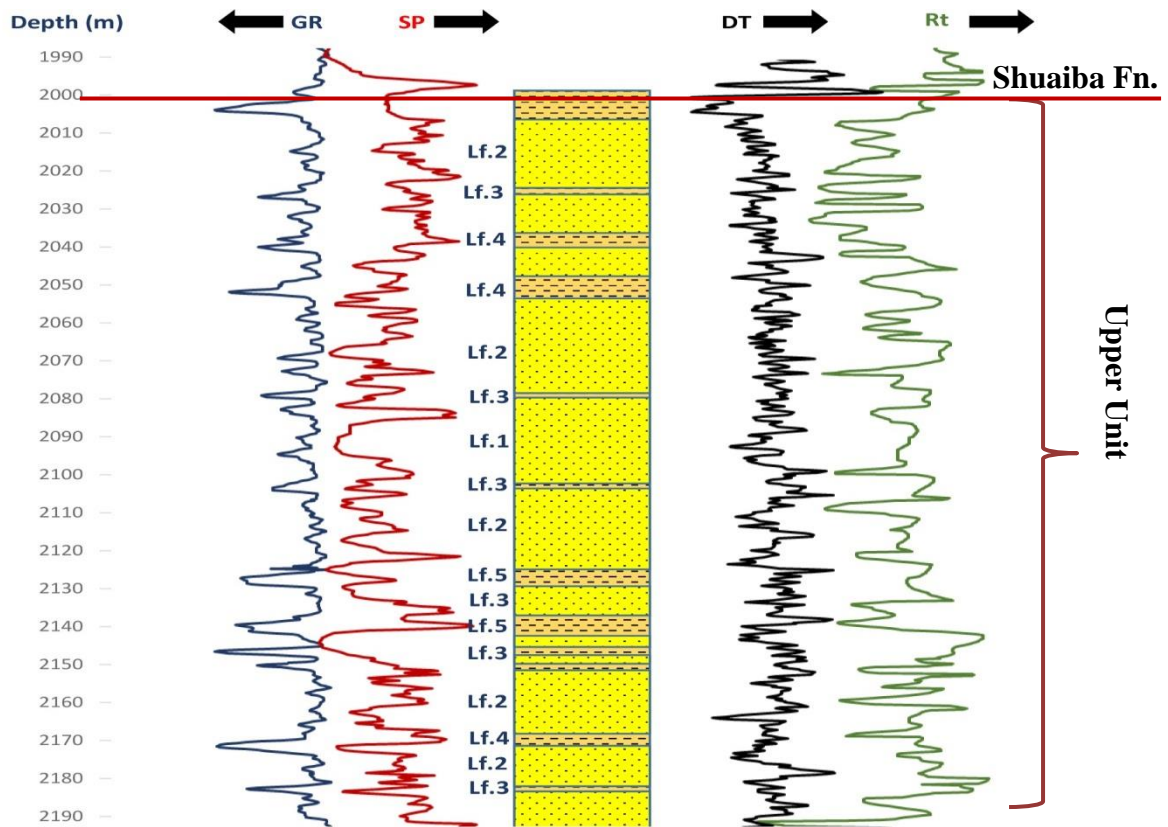 Depth (m) GR SP DT Rt
1990
Shuaiba Fn.
2000
2010
Lf.2
2020
Lf.3
2030
Lf.4
2040
Lf.4
2050
2060
Lf.2
2070
Lf.3
2080
Lf.1
2090
Lf.3
2100
2110
Lf.2
2120
Lf.5
2130
Lf.3
2140
Lf.5
Lf.3
2150
Lf.2
2160
Lf.4
2170
Lf.2
2180
Lf.3
2190
Upper Unit